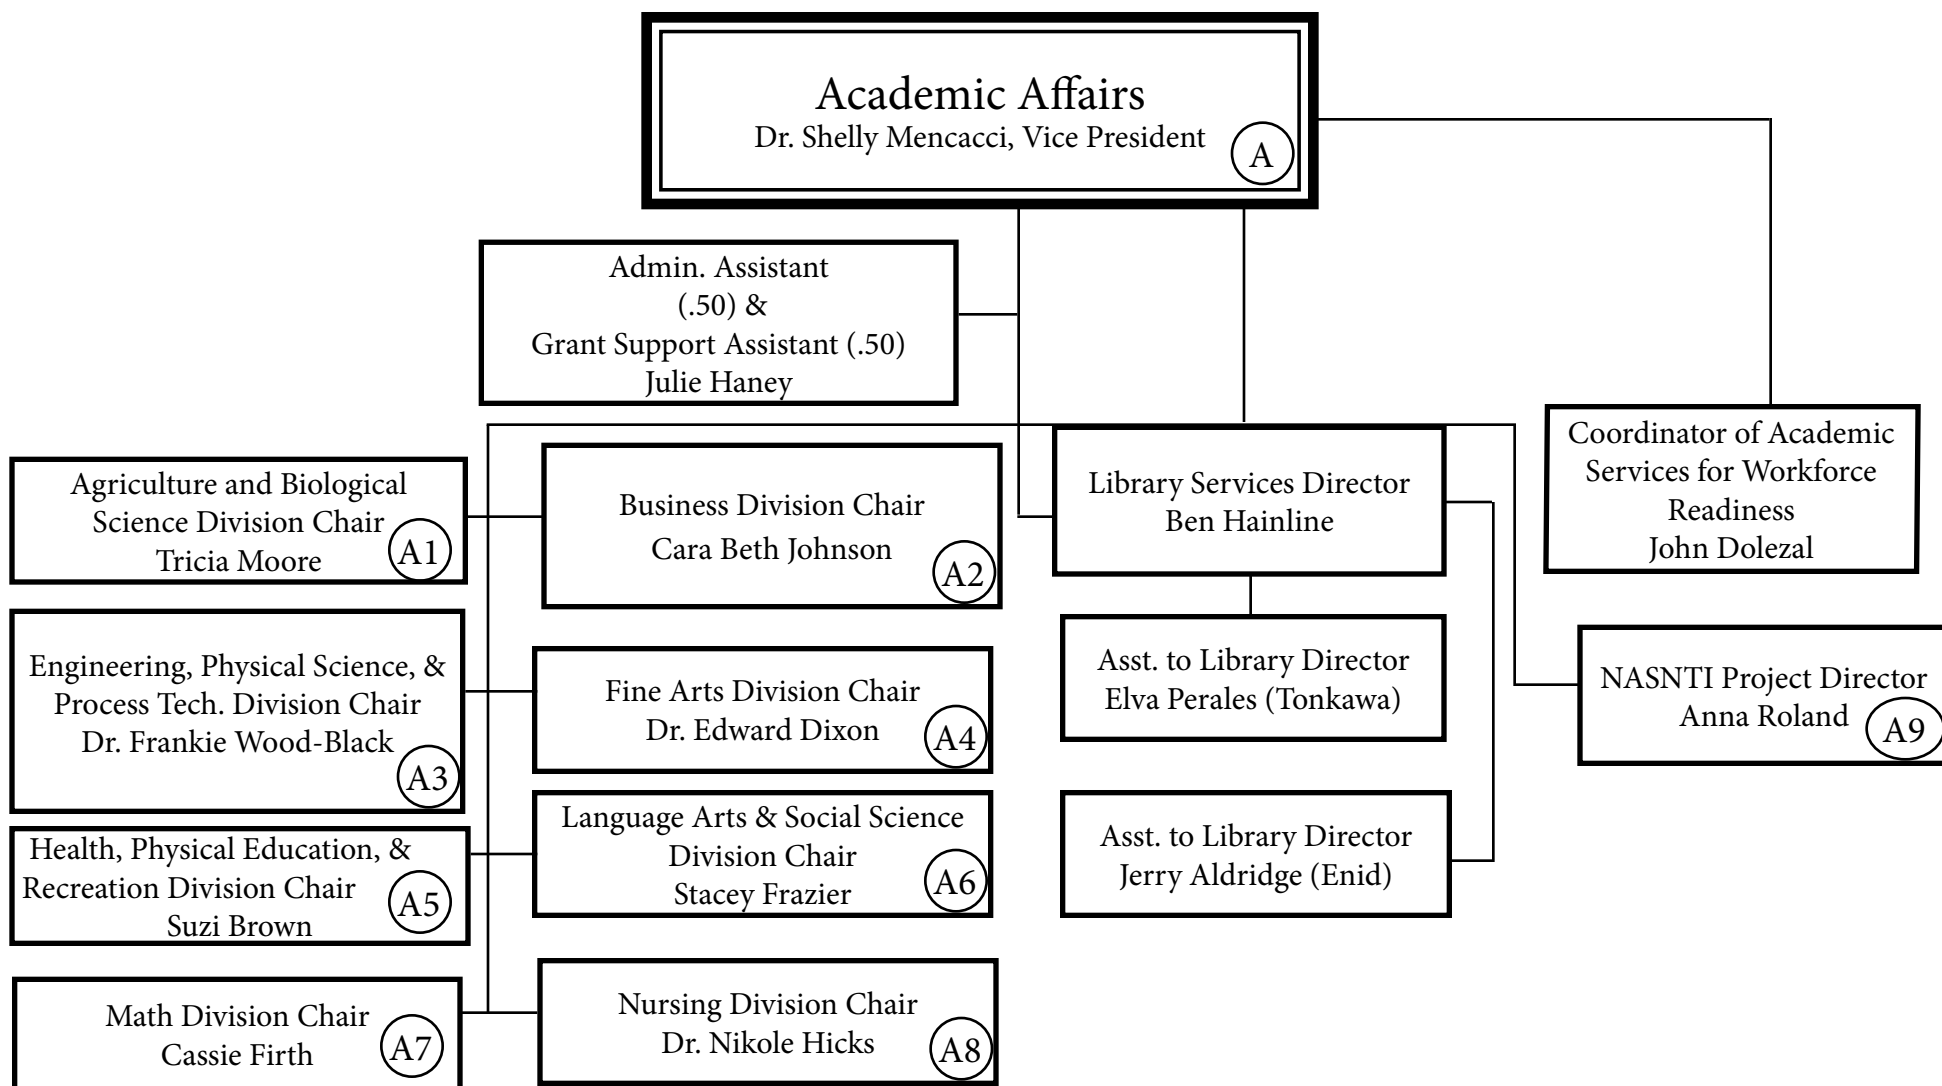 Academic Affairs
Dr. Shelly Mencacci, Vice President
A
Admin. Assistant
(.50) &
Grant Support Assistant (.50)
Julie Haney
Agriculture and Biological
Science Division Chair
Tricia Moore
A1
Business Division Chair
Cara Beth Johnson
A2
Library Services Director
Ben Hainline
Coordinator of Academic
Services for Workforce
Readiness
John Dolezal
Engineering, Physical Science, &
Process Tech. Division Chair
Dr. Frankie Wood-Black
A3
Fine Arts Division Chair
Dr. Edward Dixon
A4
Asst. to Library Director
Elva Perales (Tonkawa)
NASNTI Project Director
Anna Roland
A9
Health, Physical Education, &
Recreation Division Chair
Suzi Brown
A5
Language Arts & Social Science
Division Chair
Stacey Frazier
A6
Asst. to Library Director
Jerry Aldridge (Enid)
Math Division Chair
Cassie Firth
A7
Nursing Division Chair
Dr. Nikole Hicks
A8